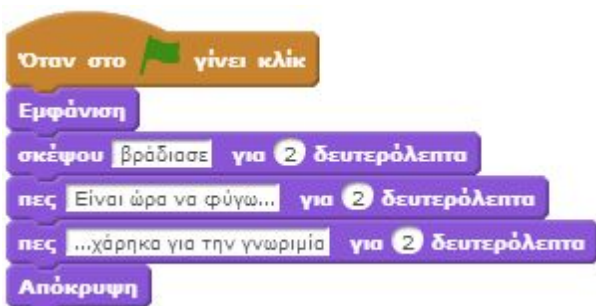 Όταν στο γίνει κλίκ
Εμφάνιση
σκέψου βράδιασε για 2 δευτερόλεπτα
πες Είναι ώρα να φύγω... για 2 δευτερόλεπτα
πες ...χάρηκα για την γνωριμία για 2 δευτερόλεπτα
Απόκρυψη